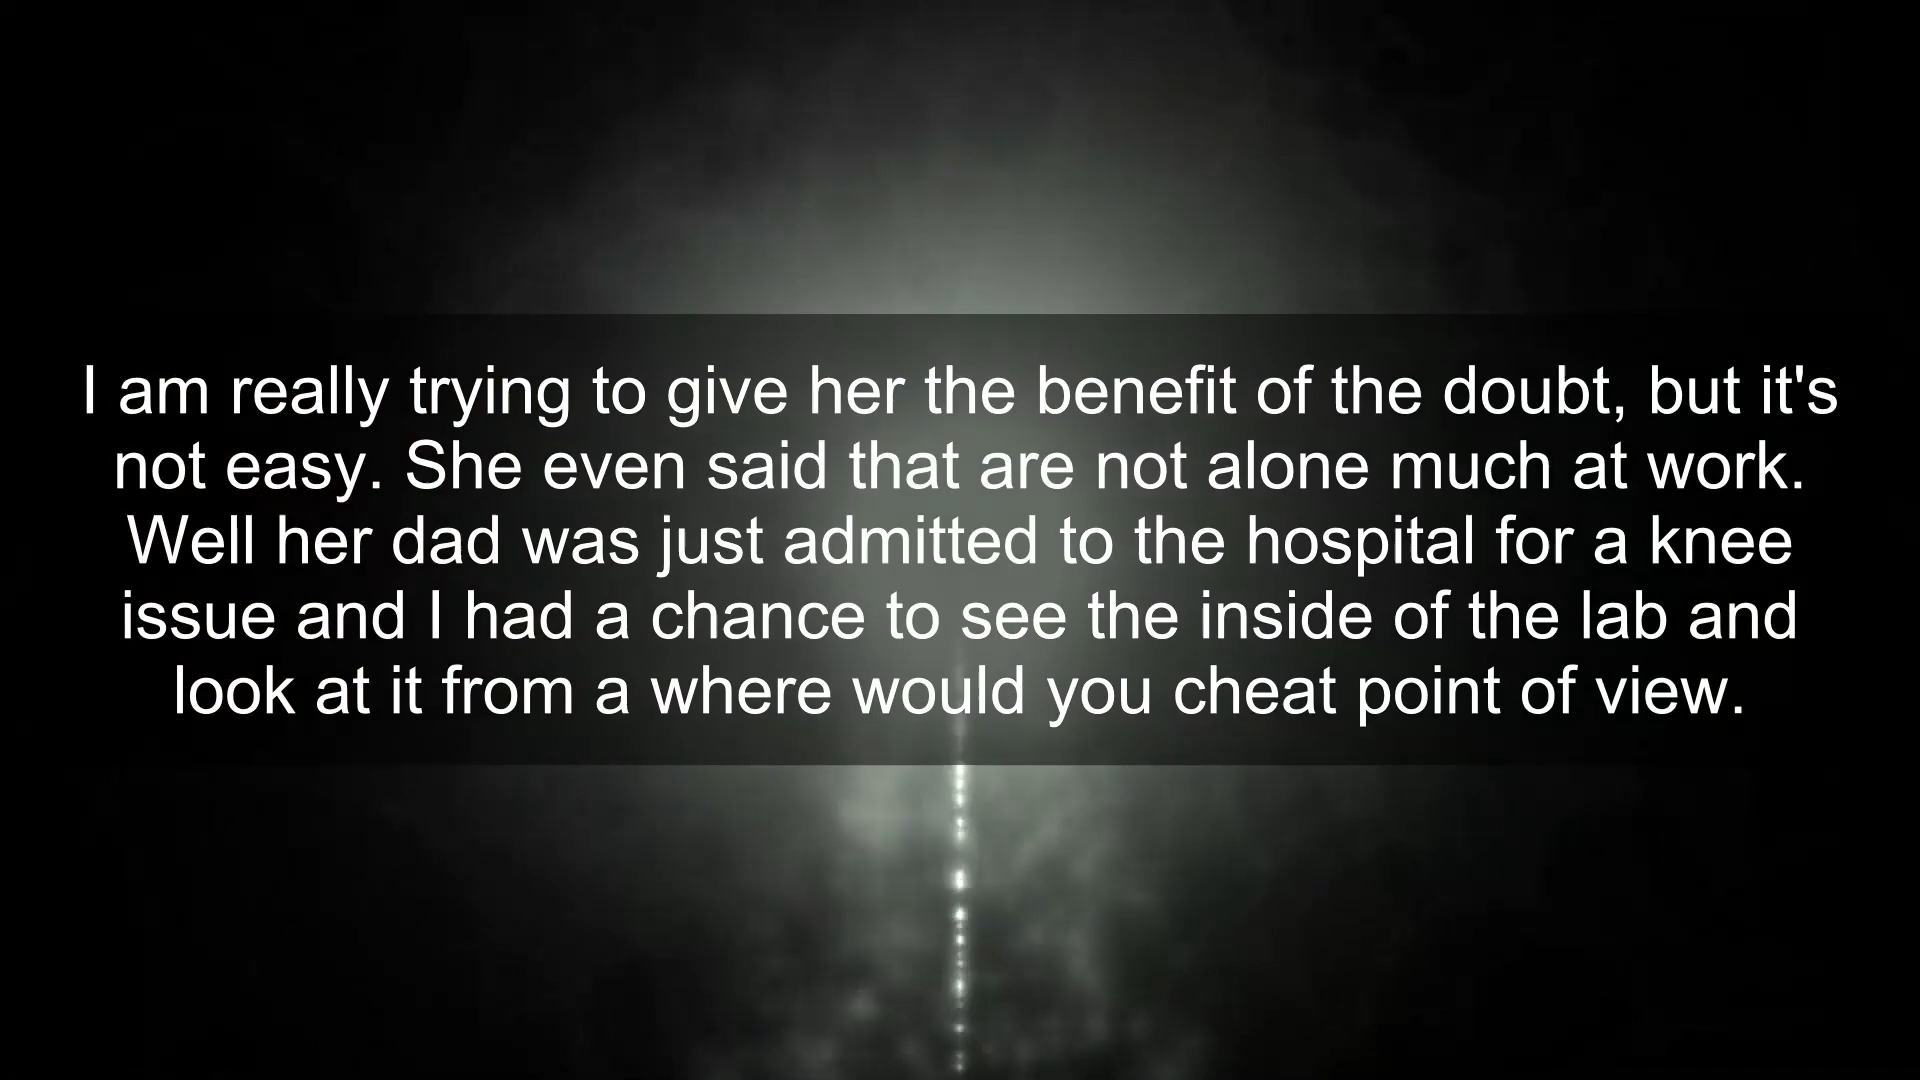 I am really trying to give her the benefit of the doubt, but it's
not easy. She even said that are not alone much at work.
Well her dad was just admitted to the hospital for a knee
issue and I had a chance to see the inside of the lab and
look at it from a where would you cheat point of view.